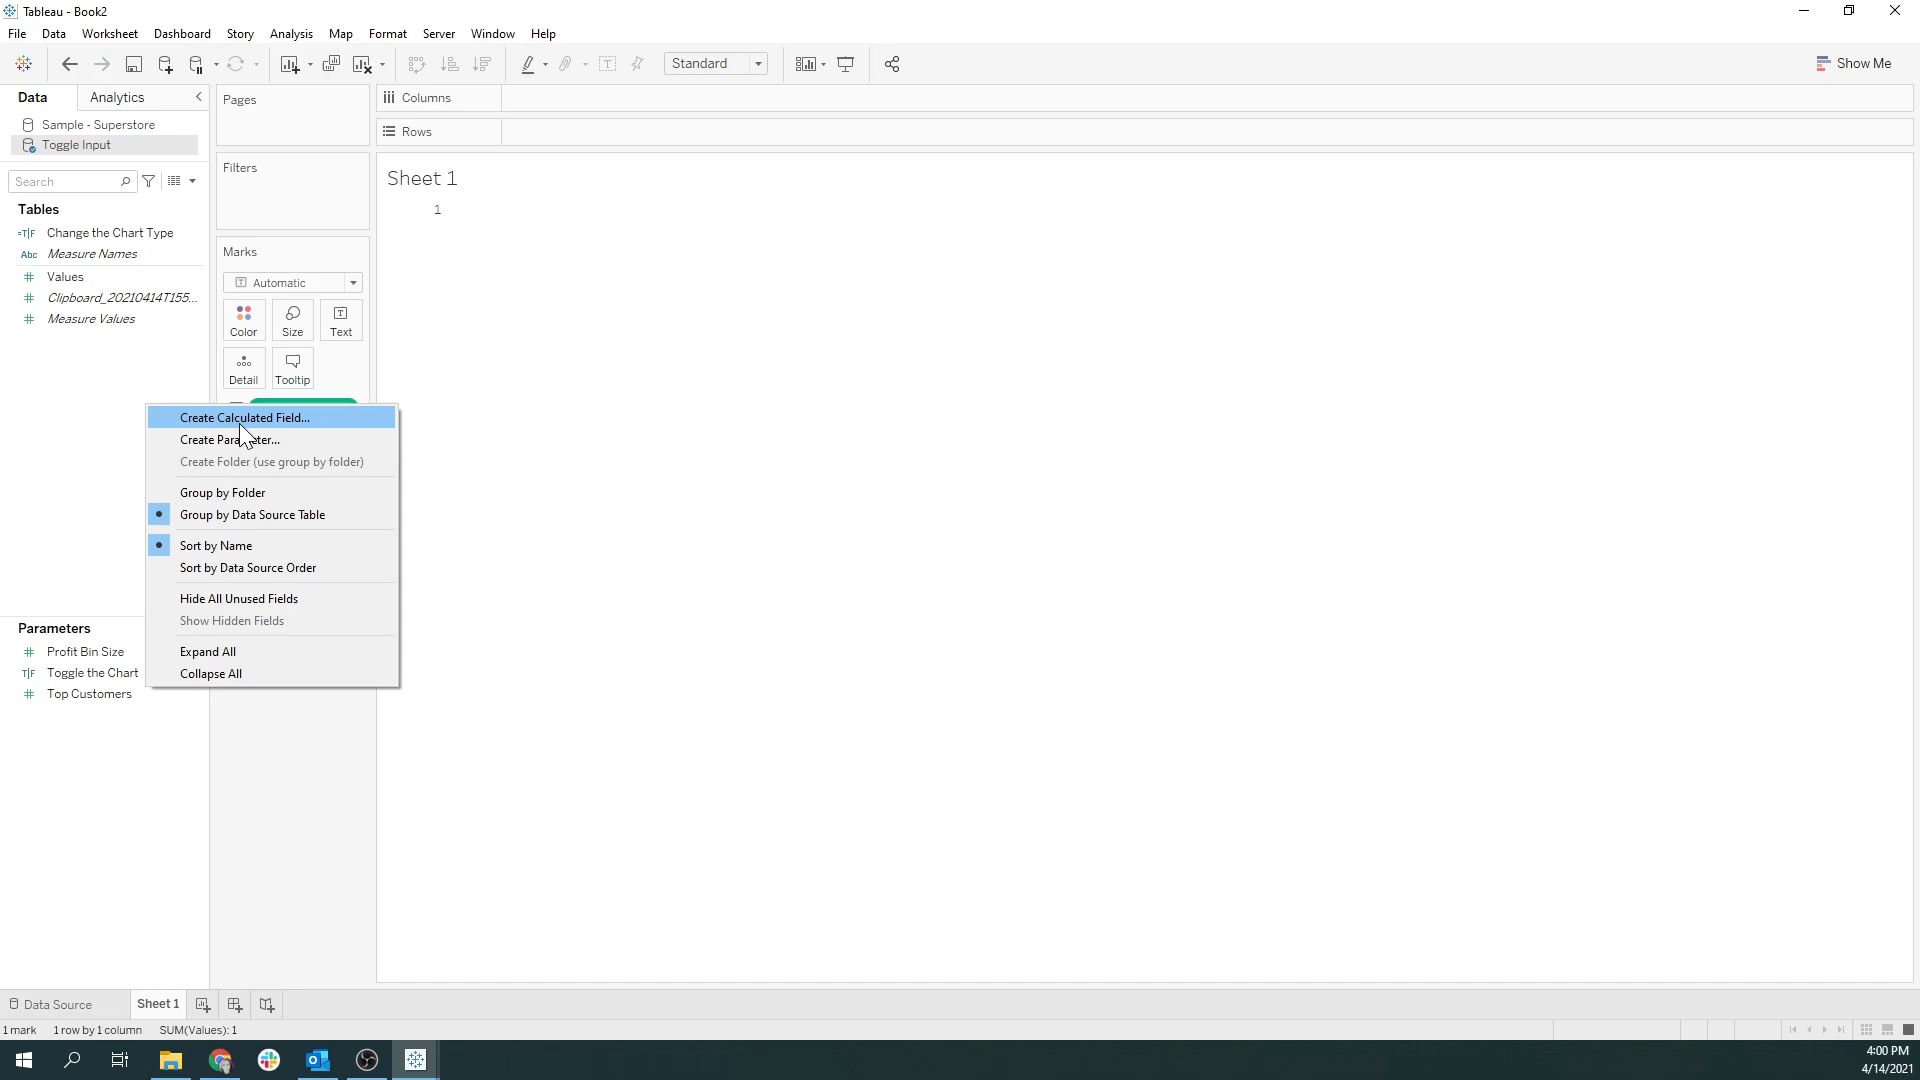 Tableau - Book2
File Data Worksheet Dashboard Story Analysis Map Format Server Window Help
Standard
Show Me
Data Analytics
Pages
Columns
Sample - Superstore
Toggle Input
Rows
Search
Filters
Sheet 1
1
Tables
=T|F Change the Chart Type
Abc Measure Names
Values
Clipboard_20210414T155...
Measure Values
Marks
Automatic
Color Size Text
Detail Tooltip
Create Calculated Field...
Create Parameter...
Create Folder (use group by folder)
Group by Folder
Group by Data Source Table
Sort by Name
Sort by Data Source Order
Hide All Unused Fields
Show Hidden Fields
Expand All
Collapse All
Parameters
Profit Bin Size
T|F Toggle the Chart
Top Customers
Data Source Sheet 1
1 mark 1 row by 1 column SUM(Values): 1
4:00 PM
4/14/2021